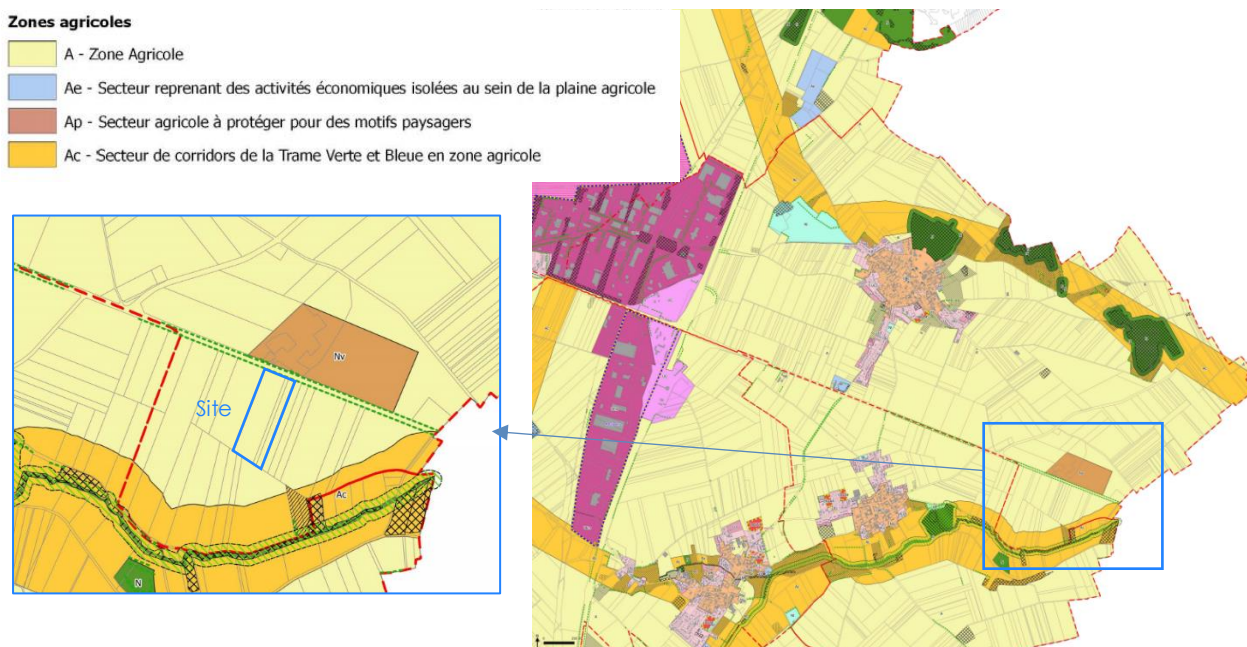 Zones agricoles
A - Zone Agricole
Ae - Secteur reprenant des activités économiques isolées au sein de la plaine agricole
Ap - Secteur agricole à protéger pour des motifs paysagers
Ac - Secteur de corridors de la Trame Verte et Bleue en zone agricole
Nv
Site
Ac
N